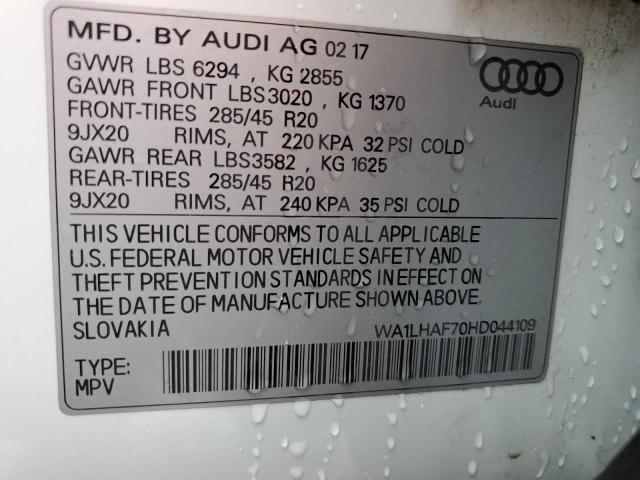 MFD. BY AUDI AG 02 17
GVWR LBS 6294 , KG 2855
GAWR FRONT LBS3020 , KG 1370
FRONT-TIRES 285/45 R20
9JX20 RIMS, AT 220 KPA 32 PSI COLD
GAWR REAR LBS3582 , KG 1625
REAR-TIRES 285/45 R20
9JX20 RIMS, AT 240 KPA 35 PSI COLD
Audi
THIS VEHICLE CONFORMS TO ALL APPLICABLE
U.S. FEDERAL MOTOR VEHICLE SAFETY AND
THEFT PREVENTION STANDARDS IN EFFECT ON
THE DATE OF MANUFACTURE SHOWN ABOVE.
SLOVAKIA WA1LHAF70HD044109
TYPE:
MPV